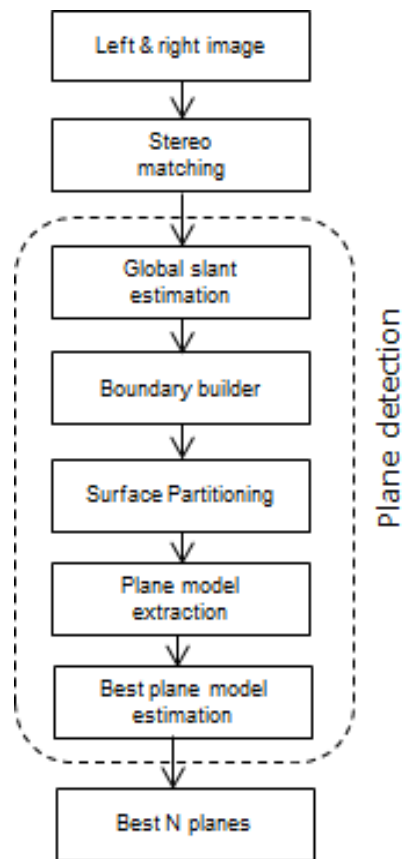 Left & right image
Stereo
matching
Global slant
estimation
Boundary builder
Surface Partitioning
Plane model
extraction
Best plane model
estimation
Best N planes
Plane detection